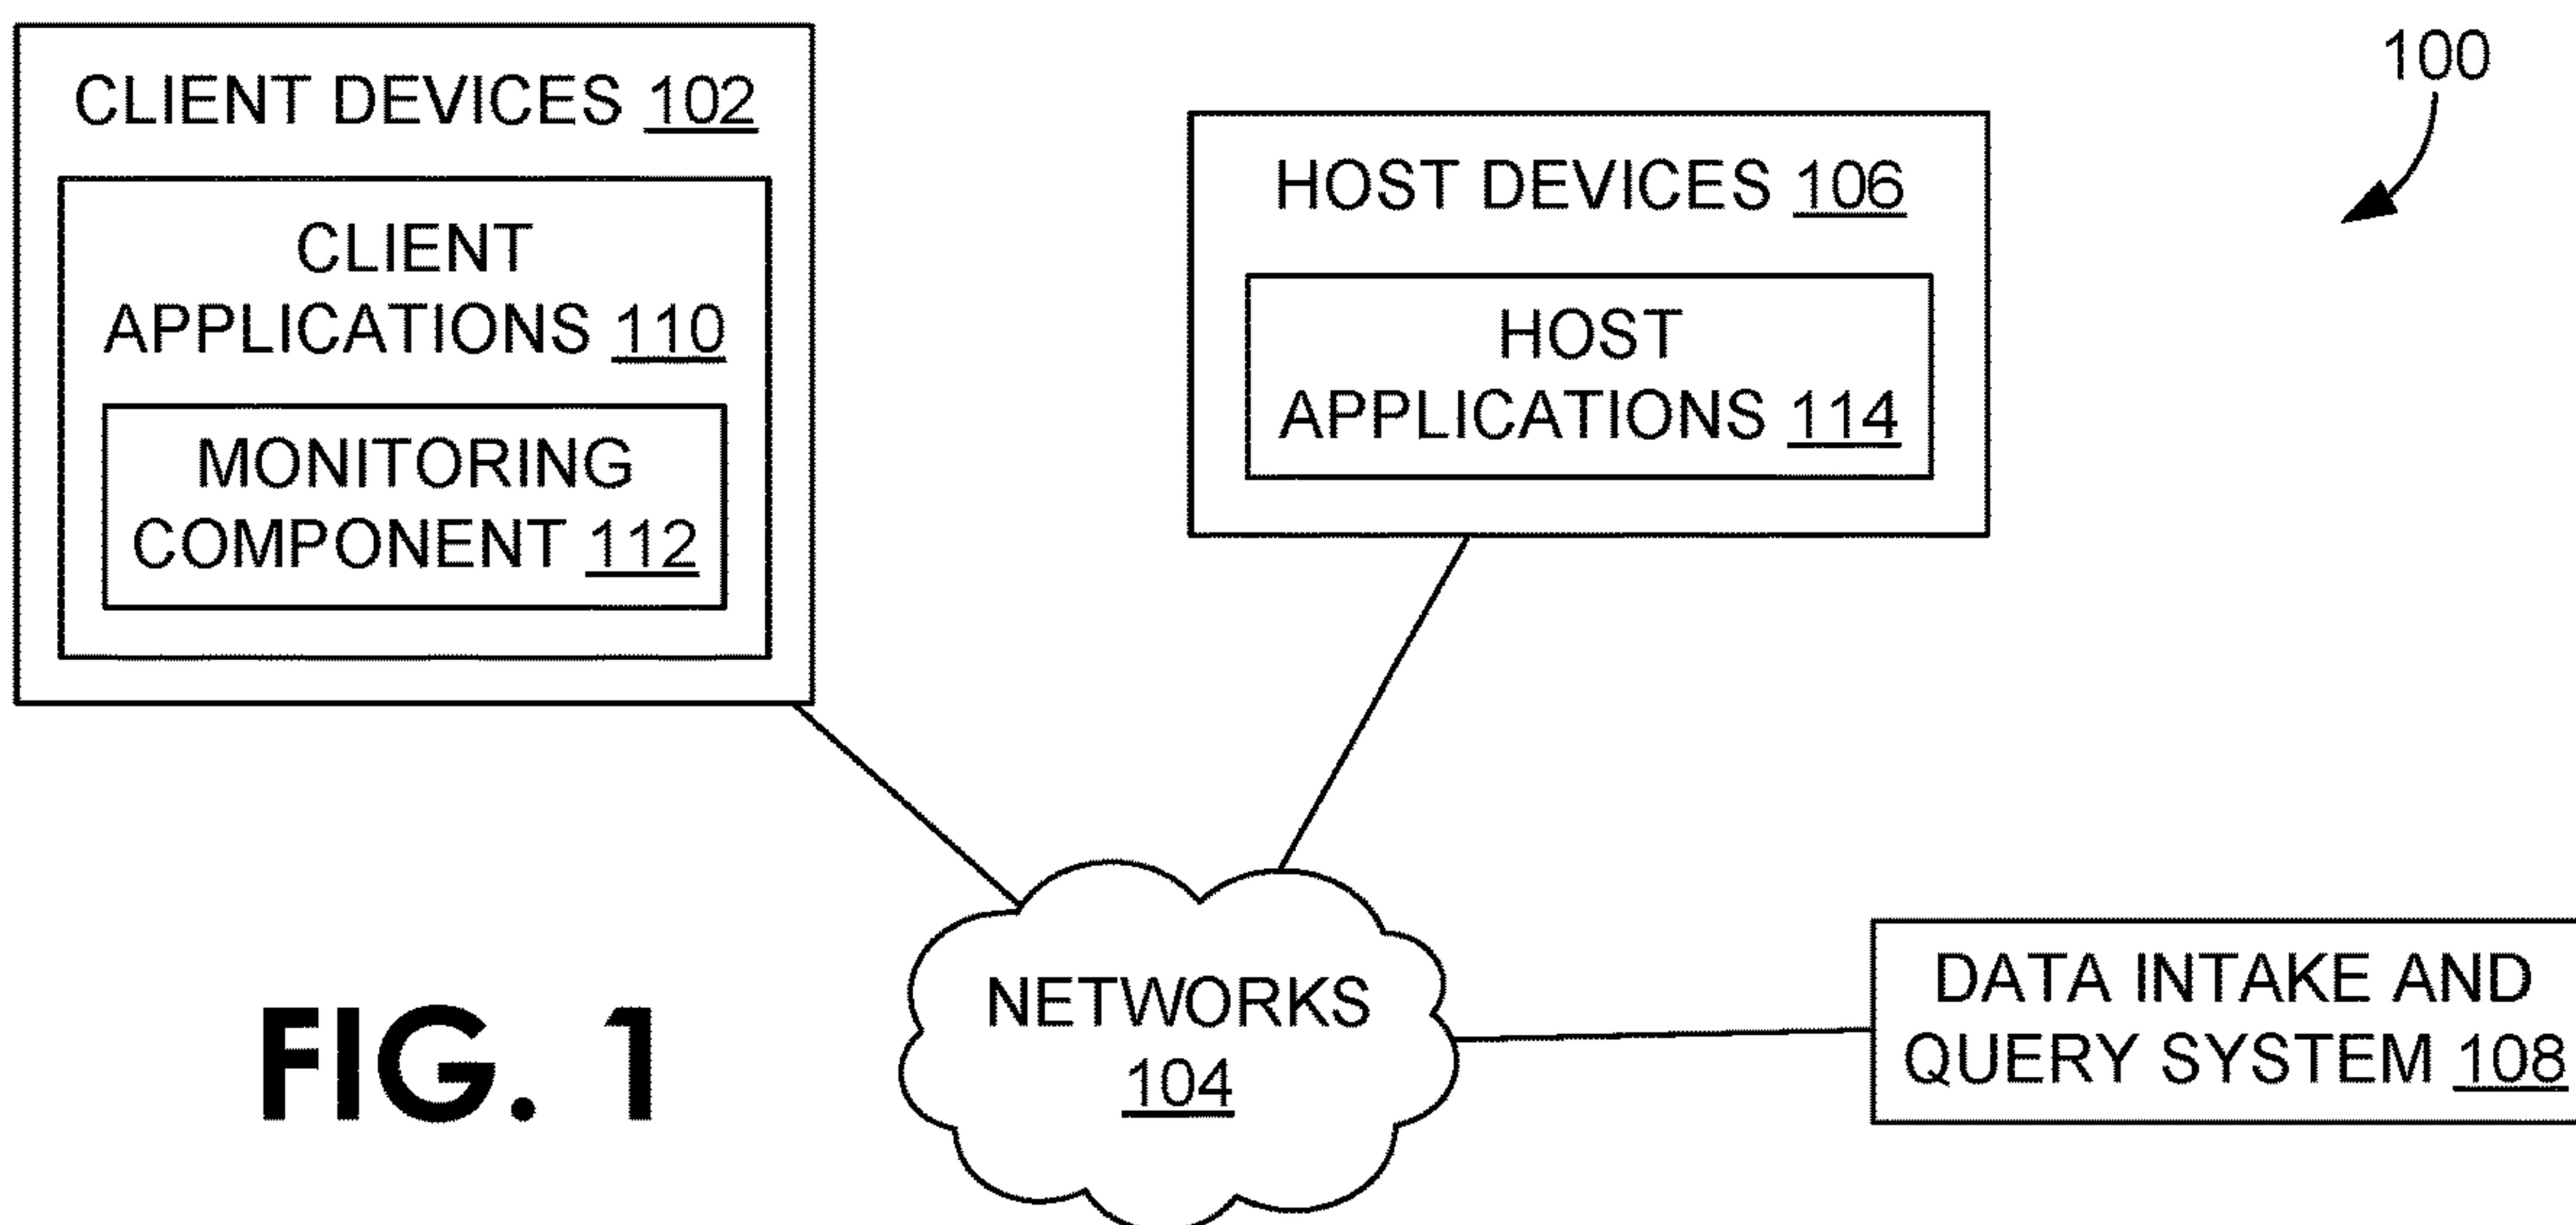 100
CLIENT DEVICES 102
CLIENT
APPLICATIONS 110
MONITORING
COMPONENT 112
HOST DEVICES 106
HOST
APPLICATIONS 114
NETWORKS
104
DATA INTAKE AND
QUERY SYSTEM 108
FIG. 1